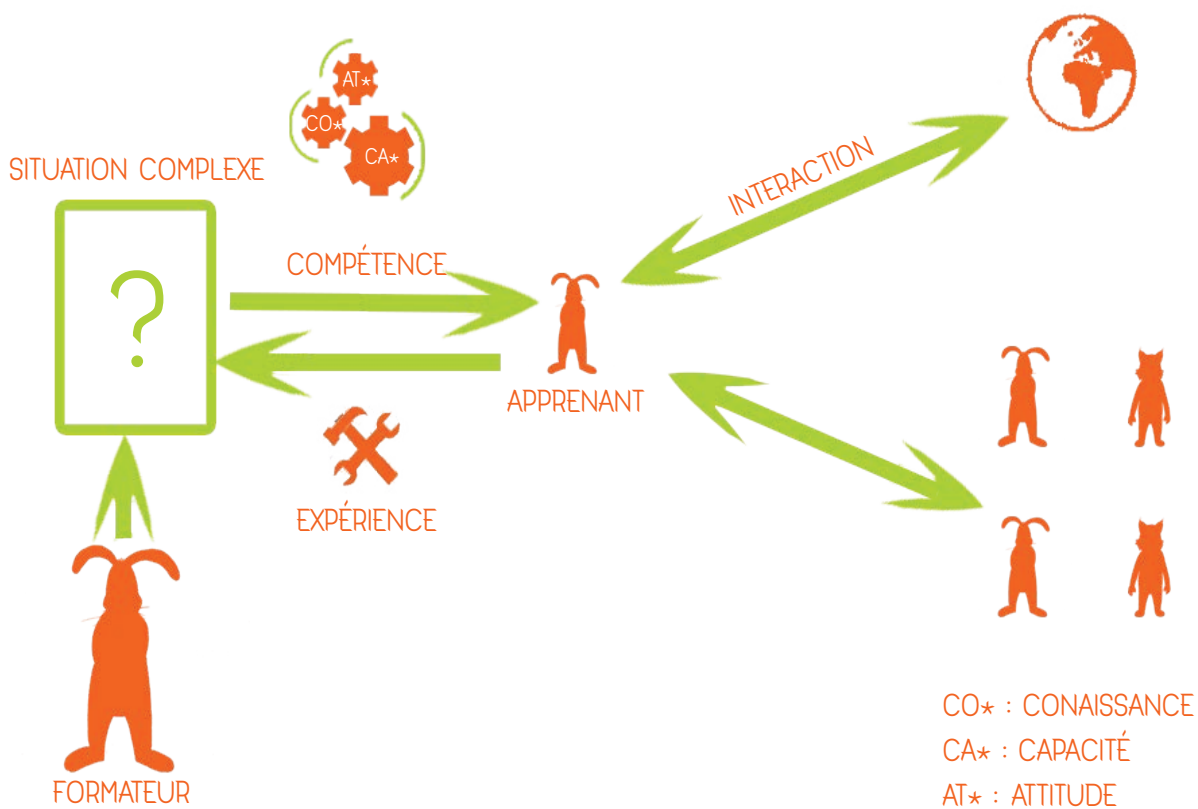 AT*
CO*
CA*
SITUATION COMPLEXE
?
COMPÉTENCE
INTERACTION
APPRENANT
EXPÉRIENCE
FORMATEUR
CO* : CONAISSANCE
CA* : CAPACITÉ
AT* : ATTITUDE